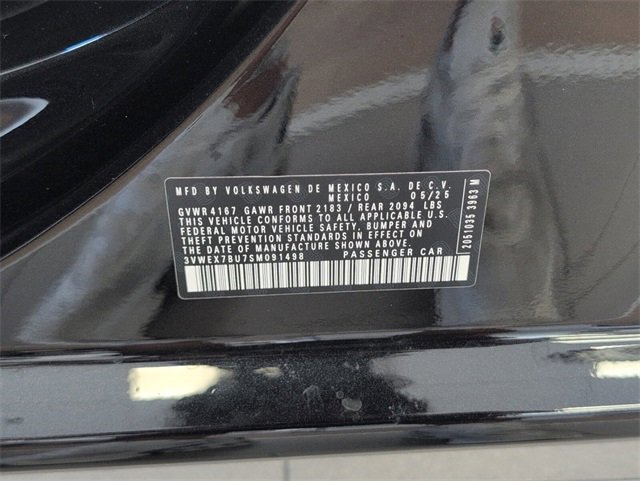 MFD BY VOLKSWAGEN DE MEXICO S.A. DE C.V.
MEXICO 05/25
GVWR 4167 GAWR FRONT 2183 / REAR 2094 LBS
THIS VEHICLE CONFORMS TO ALL APPLICABLE U.S.
FEDERAL MOTOR VEHICLE SAFETY, BUMPER AND
THEFT PREVENTION STANDARDS IN EFFECT ON
THE DATE OF MANUFACTURE SHOWN ABOVE.
3VWEX7BU7SM091498 PASSENGER CAR
2051035 3963 M